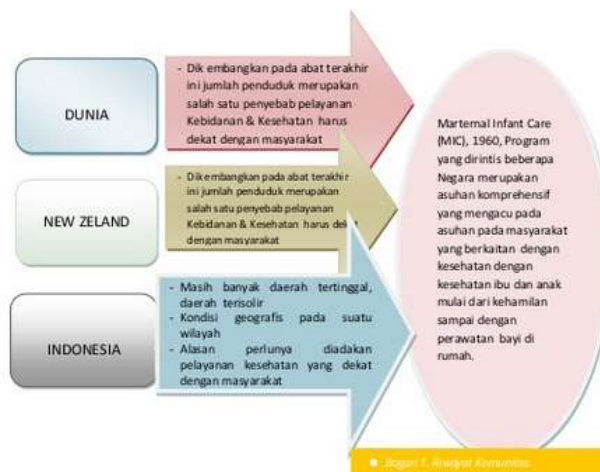 DUNIA
- Dik embangkan pada abat terakhir
ini jumlah penduduk merupakan
salah satu penyebab pelayanan
Kebidanan & Kesehatan harus
dekat dengan masyarakat
NEW ZELAND
- Dikembangkan pada abat terakhir
ini jumlah penduduk merupakan
salah satu penyebab pelayanan
Kebidanan & Kesehatan harus dekat
dengan masyarakat
INDONESIA
- Masih banyak daerah tertinggal,
daerah terisolir
- Kondisi geografis pada suatu
wilayah
- Alasan perlunya diadakan
pelayanan kesehatan yang dekat
dengan masyarakat
Marternal Infant Care
(MIC), 1960, Program
yang dirintis beberapa
Negara merupakan
asuhan komprehensif
yang mengacu pada
asuhan pada masyarakat
yang berkaitan dengan
kesehatan dengan
kesehatan ibu dan anak
mulai dari kehamilan
sampai dengan
perawatan bayi di
rumah.
Bagan 1. Riwayat Komunitas